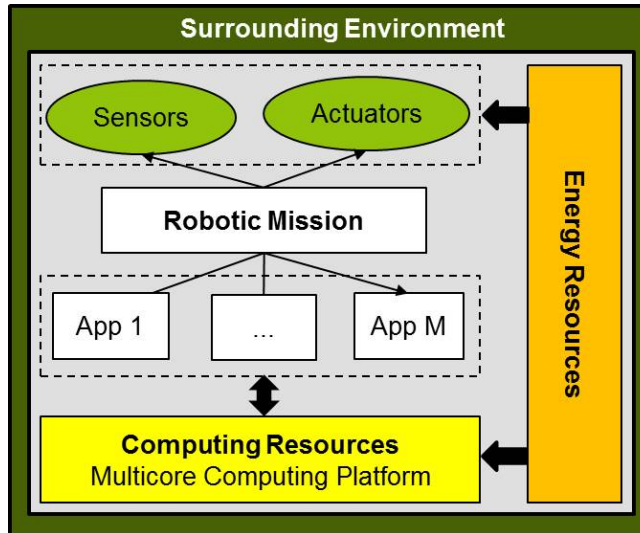 Surrounding Environment
Sensors
Actuators
Robotic Mission
App 1
...
App M
Computing Resources
Multicore Computing Platform
Energy Resources